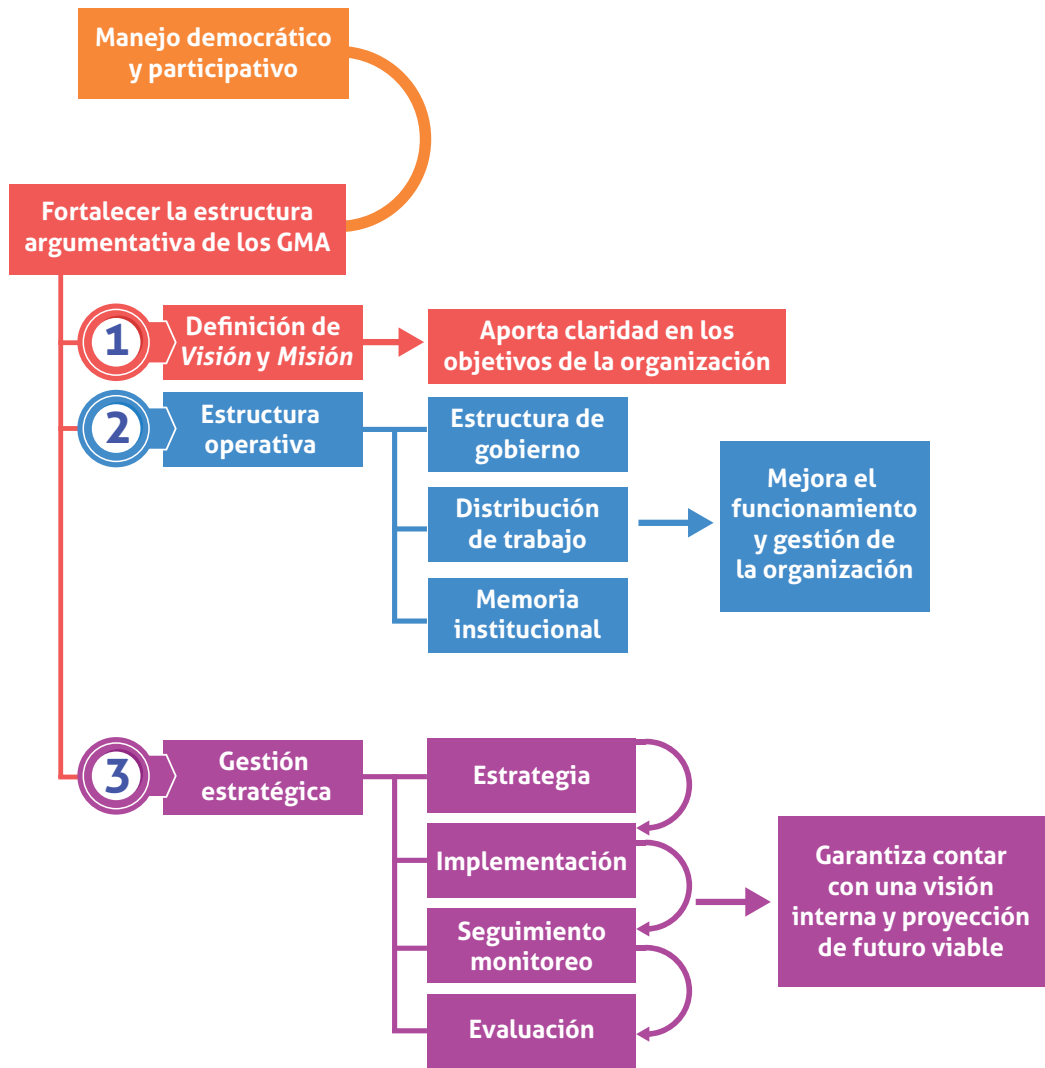 Manejo democrático
y participativo
Fortalecer la estructura
argumentativa de los GMA
1
Definición de
Visión y Misión
Aporta claridad en los
objetivos de la organización
2
Estructura
operativa
Estructura de
gobierno
Distribución
de trabajo
Memoria
institucional
Mejora el
funcionamiento
y gestión de
la organización
3
Gestión
estratégica
Estrategia
Implementación
Seguimiento
monitoreo
Evaluación
Garantiza contar
con una visión
interna y proyección
de futuro viable